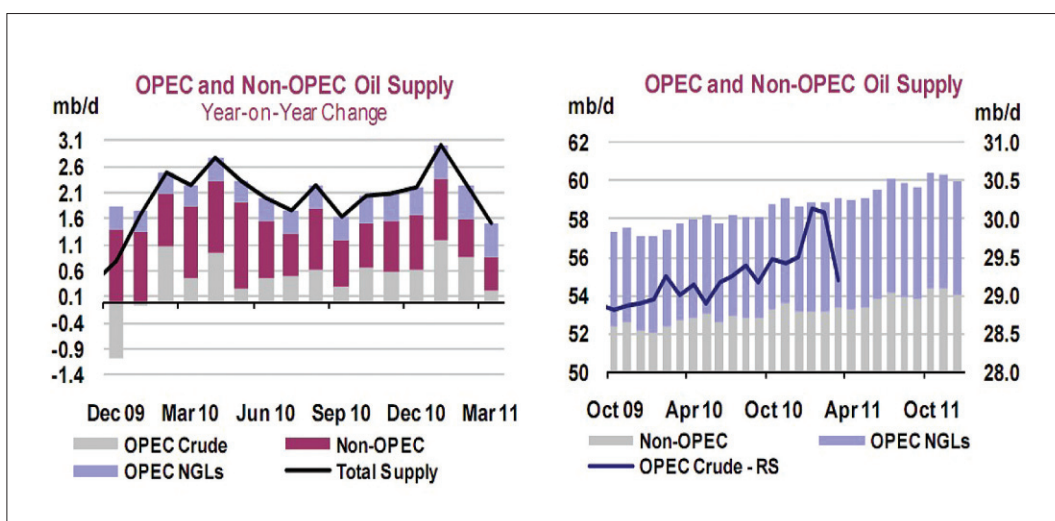 OPEC and Non-OPEC Oil Supply
Year-on-Year Change
mb/d
3.1
2.6
2.1
1.6
1.1
0.6
0.1
-0.4
-0.9
-1.4
Dec 09 Mar 10 Jun 10 Sep 10 Dec 10 Mar 11
OPEC Crude Non-OPEC
OPEC NGLs Total Supply
OPEC and Non-OPEC Oil Supply
mb/d mb/d
62 31.0
60 30.5
58 30.0
56 29.5
54 29.0
52 28.5
50 28.0
Oct 09 Apr 10 Oct 10 Apr 11 Oct 11
Non-OPEC OPEC NGLs
OPEC Crude - RS